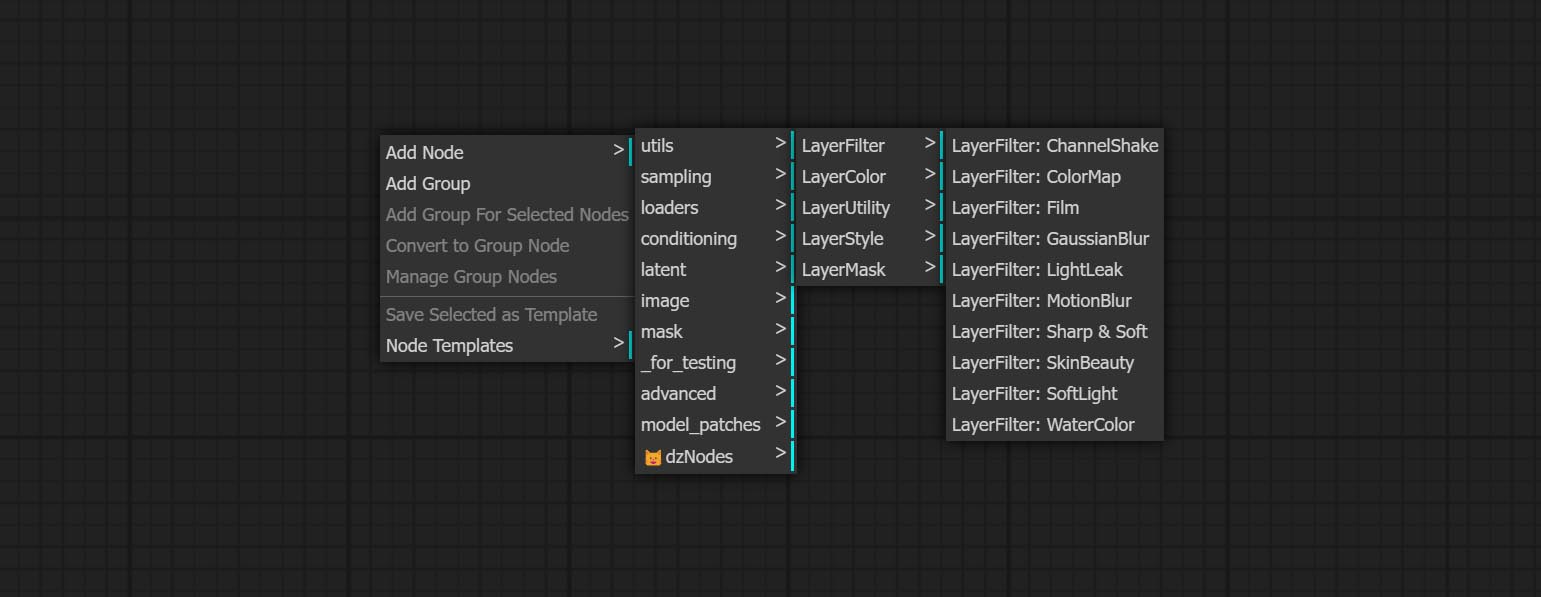 Add Node >
Add Group
Add Group For Selected Nodes
Convert to Group Node
Manage Group Nodes
Save Selected as Template
Node Templates >
utils >
sampling >
loaders >
conditioning >
latent >
image >
mask >
_for_testing >
advanced >
model_patches >
dzNodes >
LayerFilter >
LayerColor >
LayerUtility >
LayerStyle >
LayerMask >
LayerFilter: ChannelShake
LayerFilter: ColorMap
LayerFilter: Film
LayerFilter: GaussianBlur
LayerFilter: LightLeak
LayerFilter: MotionBlur
LayerFilter: Sharp & Soft
LayerFilter: SkinBeauty
LayerFilter: SoftLight
LayerFilter: WaterColor